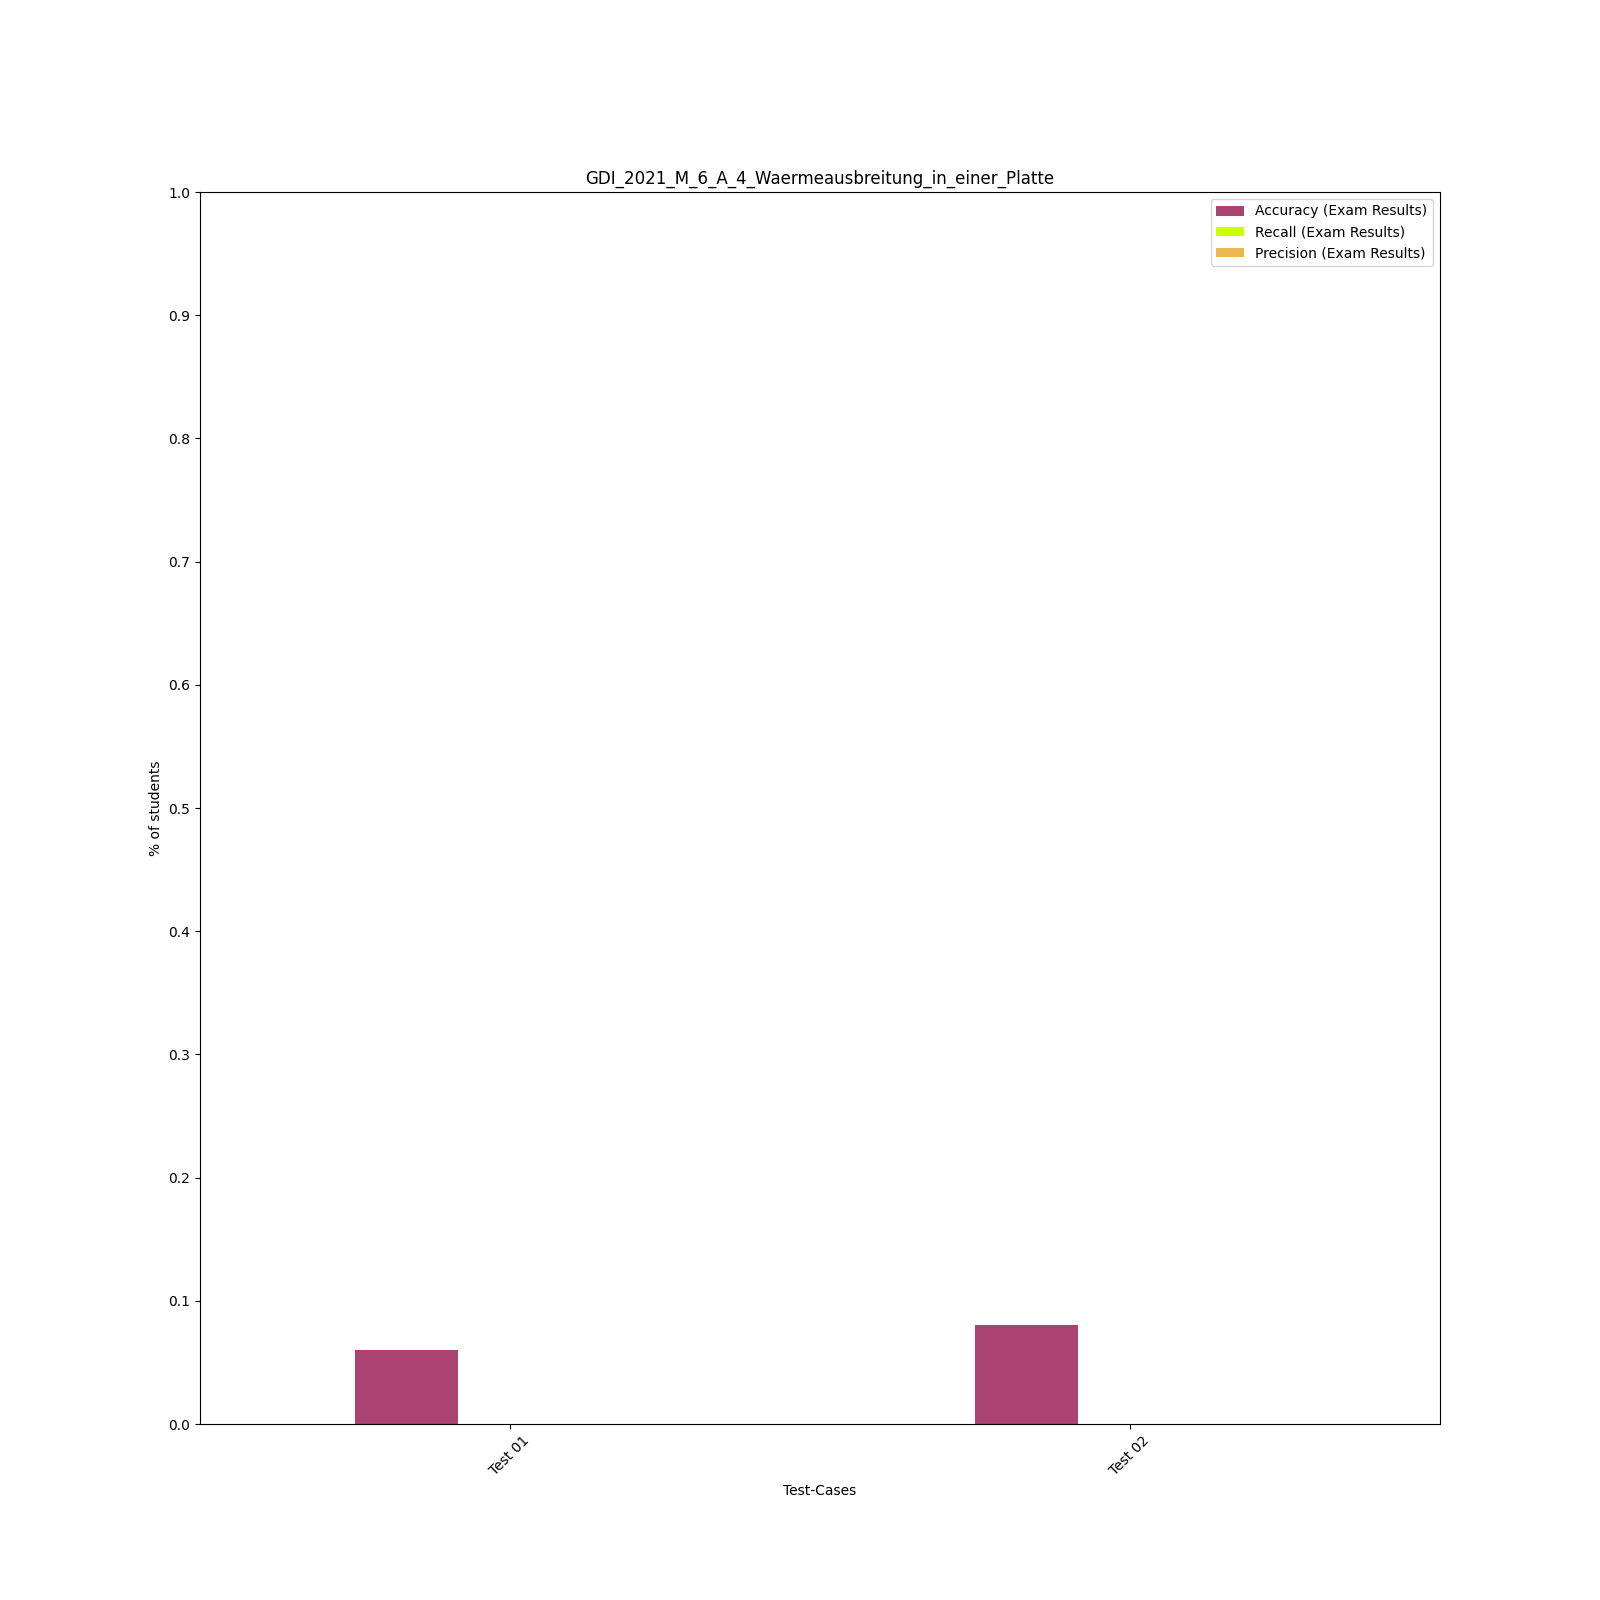 GDI_2021_M_6_A_4_Waermeausbreitung_in_einer_Platte
Accuracy (Exam Results)
Recall (Exam Results)
Precision (Exam Results)
1.0
0.9
0.8
0.7
0.6
0.5
0.4
0.3
0.2
0.1
0.0
% of students
Test 01
Test 02
Test-Cases